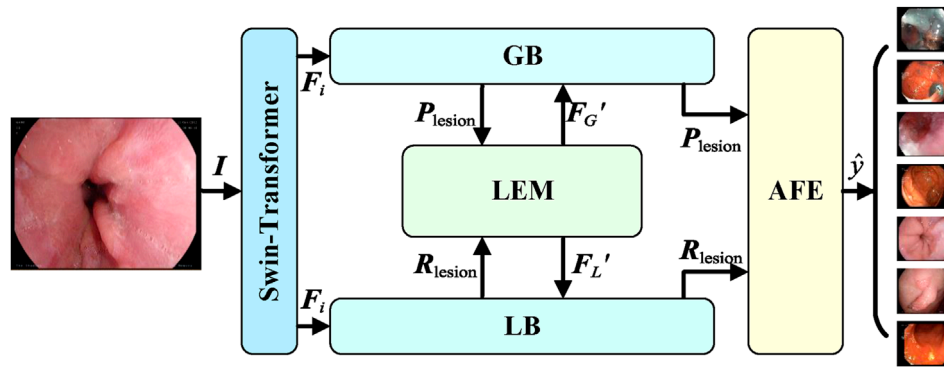 I
Swin-Transformer
F_i
F_i
GB
P_lesion
F_G'
P_lesion
LEM
R_lesion
F_L'
R_lesion
LB
AFE
ŷ